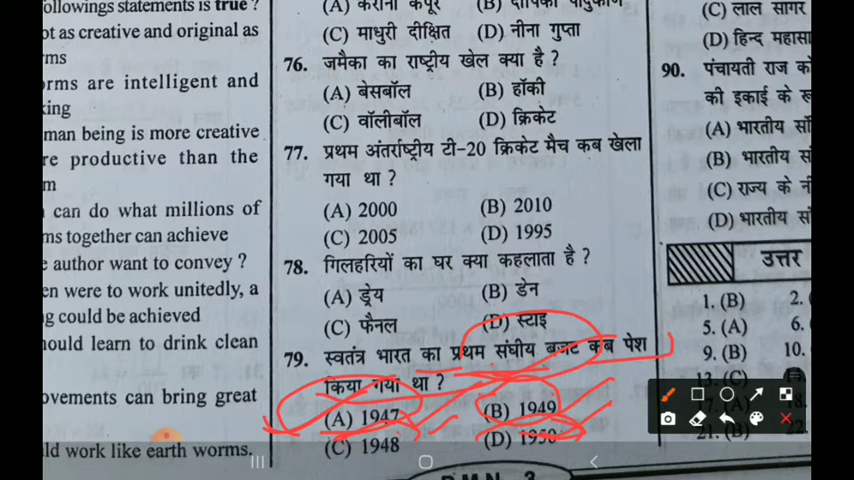 ollowings statements is true ?
ot as creative and original as
rms
orms are intelligent and
king
man being is more creative
re productive than the
m
can do what millions of
ms together can achieve
e author want to convey ?
en were to work unitedly, a
g could be achieved
hould learn to drink clean
ovements can bring great
ld work like earth worms.
(A) करीना कपूर (B) दीपिका पादुकोण
(C) माधुरी दीक्षित (D) नीना गुप्ता
76. जमैका का राष्ट्रीय खेल क्या है ?
(A) बेसबॉल (B) हॉकी
(C) वॉलीबॉल (D) क्रिकेट
77. प्रथम अंतर्राष्ट्रीय टी-20 क्रिकेट मैच कब खेला
गया था ?
(A) 2000 (B) 2010
(C) 2005 (D) 1995
78. गिलहरियों का घर क्या कहलाता है ?
(A) ड्रेय (B) डेन
(C) फैनल (D) स्टाइ
79. स्वतंत्र भारत का प्रथम संघीय बजट कब पेश
किया गया था ?
(A) 1947 (B) 1949
(C) 1948 (D) 1950
(C) लाल सागर
(D) हिन्द महासा
90. पंचायती राज को
की इकाई के रू
(A) भारतीय सं
(B) भारतीय स
(C) राज्य के नी
(D) भारतीय सं
उत्तर
1. (B) 2.
5. (A) 6.
9. (B) 10.
13. (C)
17. (A) 18.
21. (B) 22.